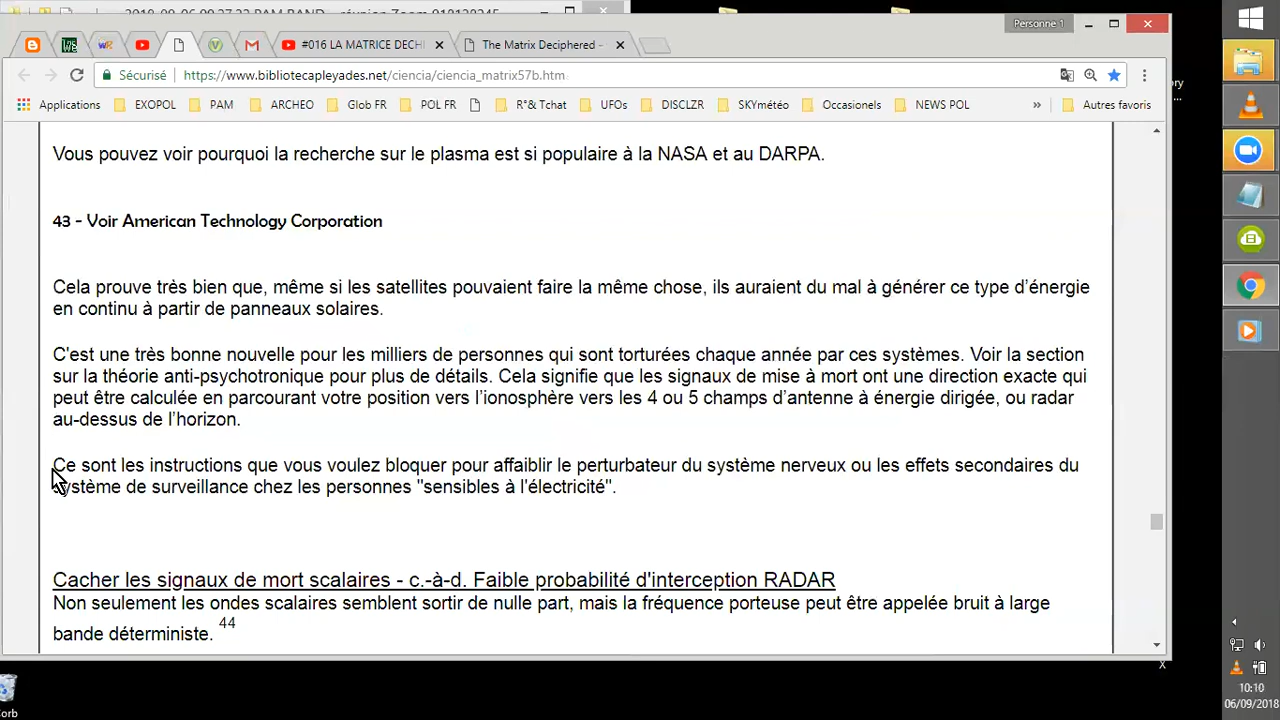 Personne 1
#016 LA MATRICE DECHI
The Matrix Deciphered -
Sécurisé
https://www.bibliotecapleyades.net/ciencia/ciencia_matrix57b.htm
Applications
EXOPOL
PAM
ARCHEO
Glob FR
POL FR
R°& Tchat
UFOs
DISCLZR
SKYmétéo
Occasionels
NEWS POL
»
Autres favoris
Vous pouvez voir pourquoi la recherche sur le plasma est si populaire à la NASA et au DARPA.
43 - Voir American Technology Corporation
Cela prouve très bien que, même si les satellites pouvaient faire la même chose, ils auraient du mal à générer ce type d’énergie
en continu à partir de panneaux solaires.
C'est une très bonne nouvelle pour les milliers de personnes qui sont torturées chaque année par ces systèmes. Voir la section
sur la théorie anti-psychotronique pour plus de détails. Cela signifie que les signaux de mise à mort ont une direction exacte qui
peut être calculée en parcourant votre position vers l’ionosphère vers les 4 ou 5 champs d’antenne à énergie dirigée, ou radar
au-dessus de l’horizon.
Ce sont les instructions que vous voulez bloquer pour affaiblir le perturbateur du système nerveux ou les effets secondaires du
système de surveillance chez les personnes "sensibles à l'électricité".
Cacher les signaux de mort scalaires - c.-à-d. Faible probabilité d'interception RADAR
Non seulement les ondes scalaires semblent sortir de nulle part, mais la fréquence porteuse peut être appelée bruit à large
bande déterministe. 44
10:10
06/09/2018